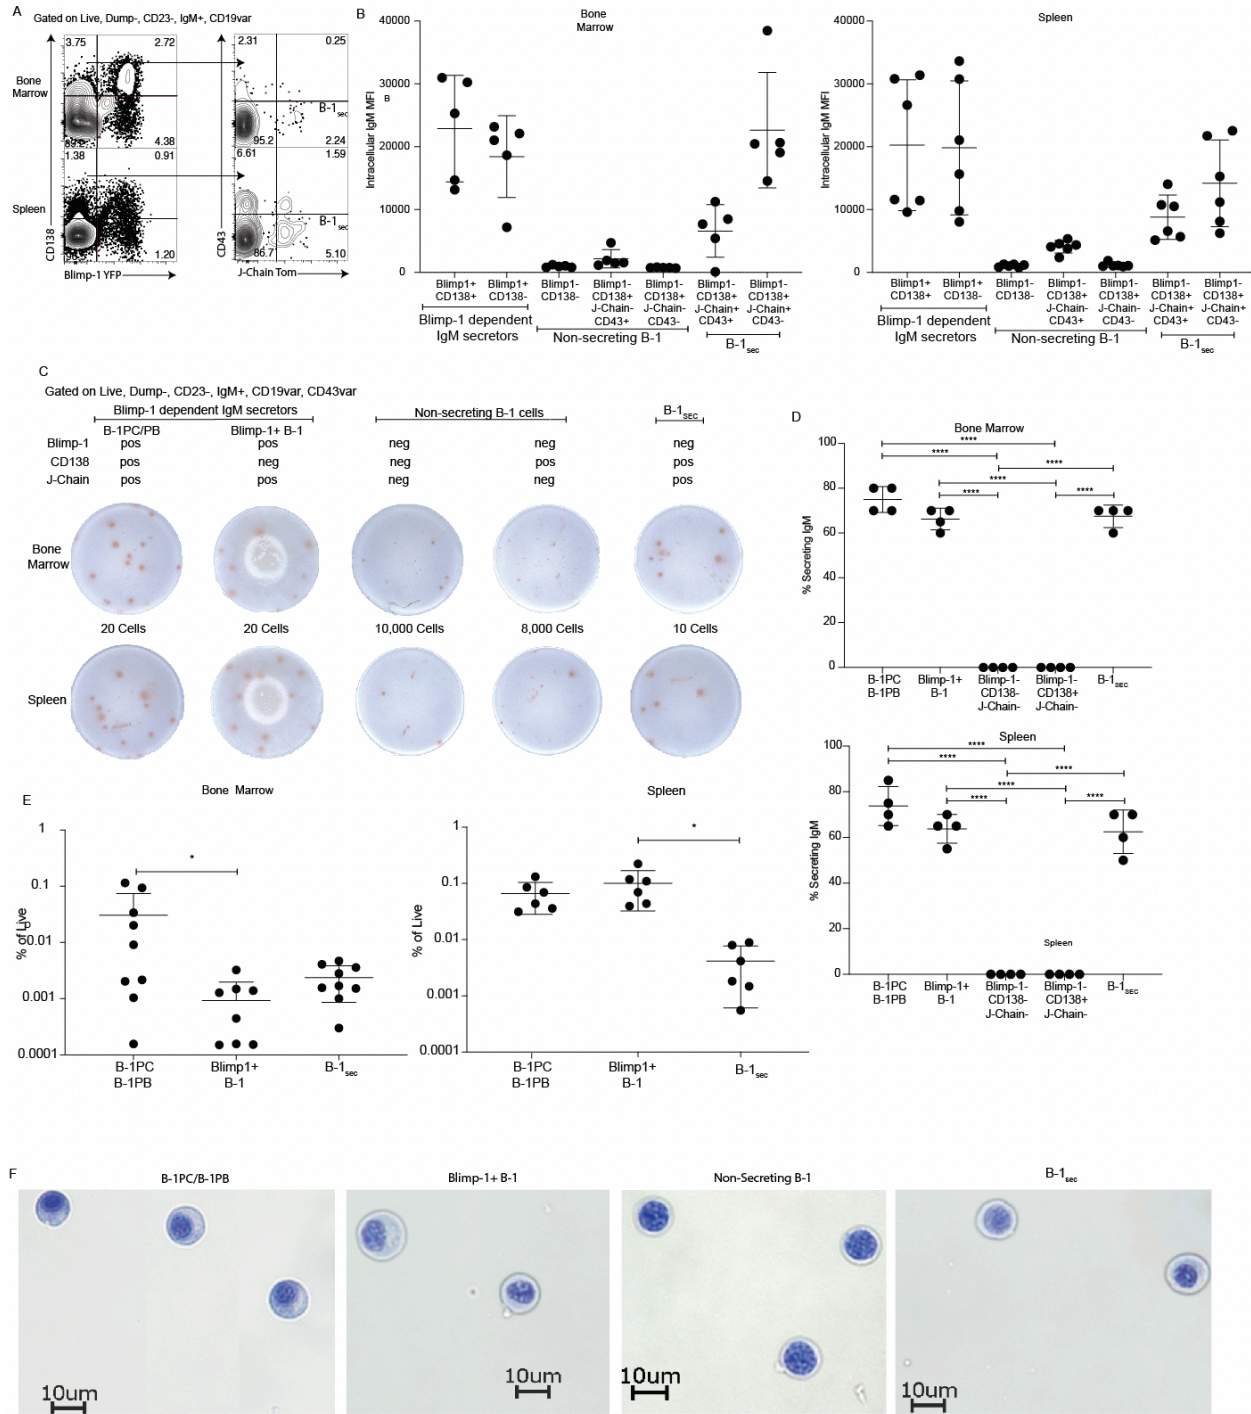 A
Gated on Live, Dump-, CD23-, IgM+, CD19var
3.75 2.72
2.31 0.25
Bone
Marrow
B-1sec
4.38
95.2 2.24
1.38 0.91
6.61 1.59
Spleen
B-1sec
1.20
86.7 5.10
CD138
CD43
Blimp-1 YFP
J-Chain Tom
B
Bone
Marrow
40000
30000
20000
10000
0
Intracellular IgM MFI
B
Blimp1+
CD138+
Blimp1+
CD138-
Blimp1-
CD138-
Blimp1-
CD138+
J-Chain-
CD43+
Blimp1-
CD138+
J-Chain-
CD43-
Blimp1-
CD138+
J-Chain+
CD43+
Blimp1-
CD138+
J-Chain+
CD43-
Blimp-1 dependent
IgM secretors
Non-secreting B-1
B-1sec
Spleen
40000
30000
20000
10000
0
Intracellular IgM MFI
Blimp1+
CD138+
Blimp1+
CD138-
Blimp1-
CD138-
Blimp1-
CD138+
J-Chain-
CD43+
Blimp1-
CD138+
J-Chain-
CD43-
Blimp1-
CD138+
J-Chain+
CD43+
Blimp1-
CD138+
J-Chain+
CD43-
Blimp-1 dependent
IgM secretors
Non-secreting B-1
B-1sec
C
Gated on Live, Dump-, CD23-, IgM+, CD19var, CD43var
Blimp-1 dependent IgM secretors
Non-secreting B-1 cells
B-1SEC
B-1PC/PB Blimp-1+ B-1
Blimp-1 pos pos neg neg neg
CD138 pos neg neg pos pos
J-Chain pos pos neg neg pos
Bone
Marrow
20 Cells 20 Cells 10,000 Cells 8,000 Cells 10 Cells
Spleen
D
Bone Marrow
100
80
60
40
20
0
% Secreting IgM
****
****
****
****
****
****
B-1PC
B-1PB
Blimp-1+
B-1
Blimp-1-
CD138-
J-Chain-
Blimp-1-
CD138+
J-Chain-
B-1SEC
Spleen
100
80
60
40
20
0
% Secreting IgM
****
****
****
****
****
****
Spleen
B-1PC
B-1PB
Blimp-1+
B-1
Blimp-1-
CD138-
J-Chain-
Blimp-1-
CD138+
J-Chain-
B-1SEC
E
Bone Marrow
1
0.1
0.01
0.001
0.0001
% of Live
*
B-1PC
B-1PB
Blimp1+
B-1
B-1sec
Spleen
1
0.1
0.01
0.001
0.0001
% of Live
*
B-1PC
B-1PB
Blimp1+
B-1
B-1sec
F
B-1PC/B-1PB
Blimp-1+ B-1
Non-Secreting B-1
B-1sec
10um
10um
10um
10um